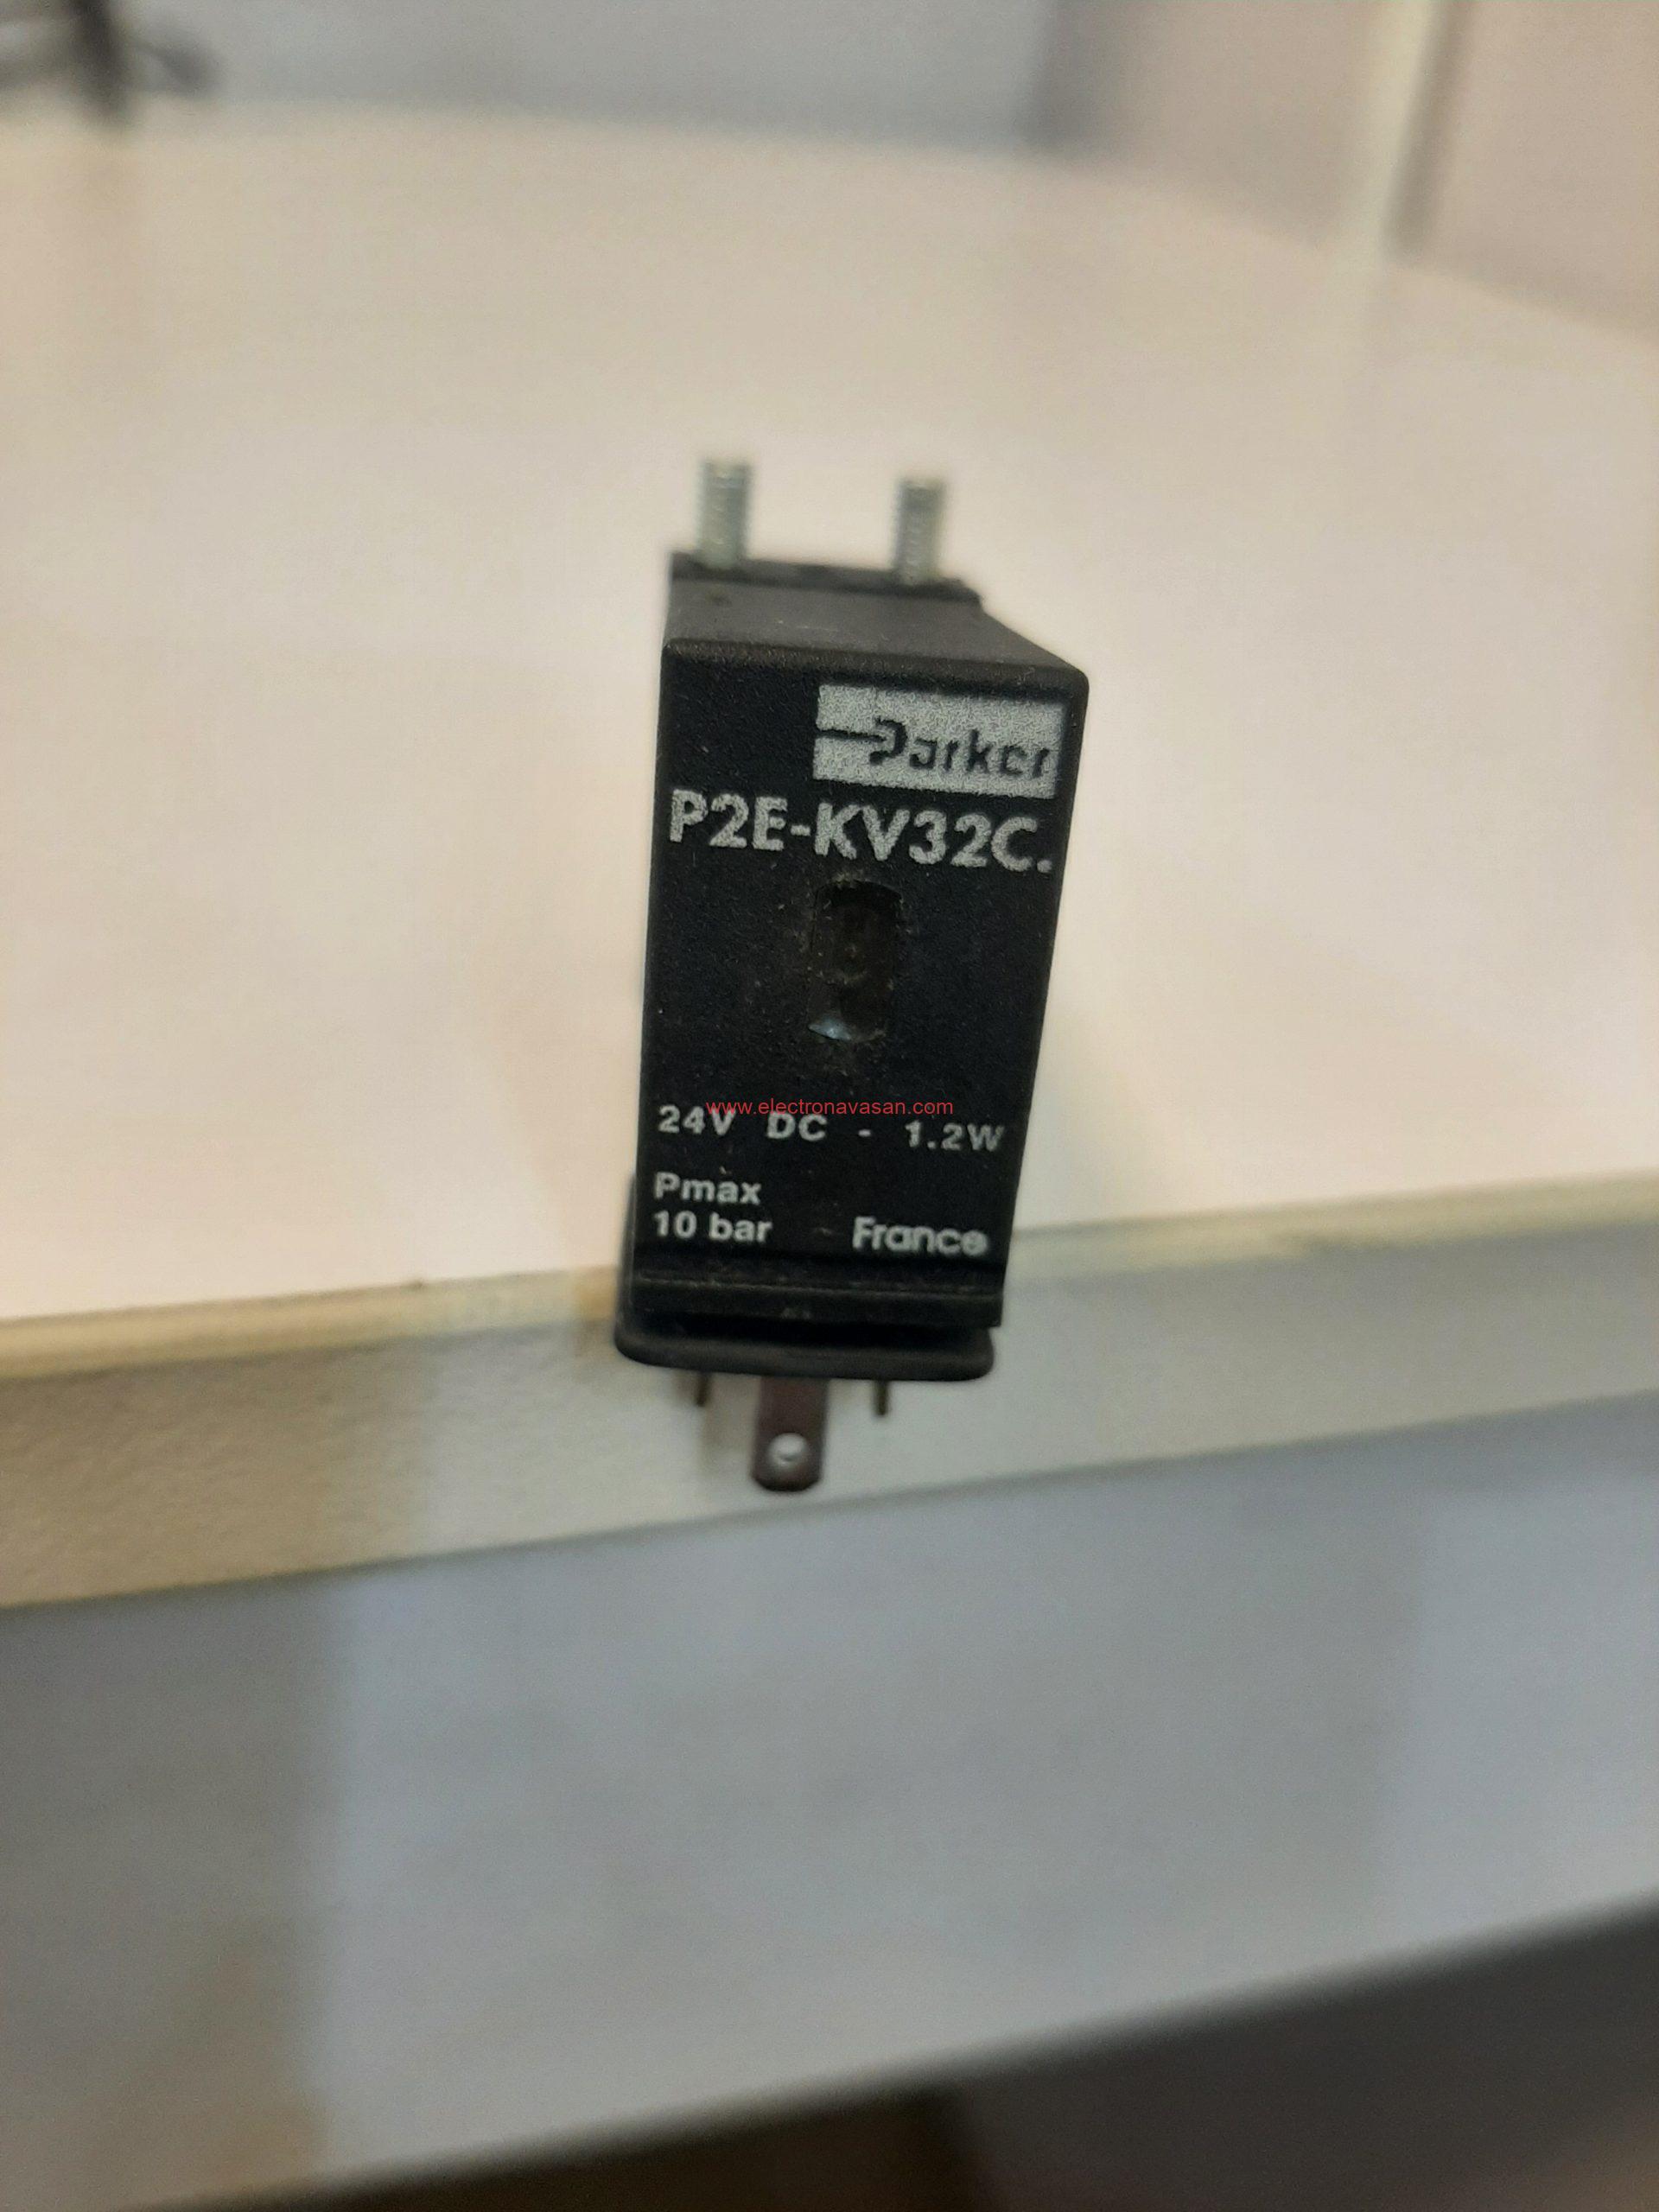 Parker
P2E-KV32C.
www.electronavasan.com
24V DC - 1.2W
Pmax
10 bar France